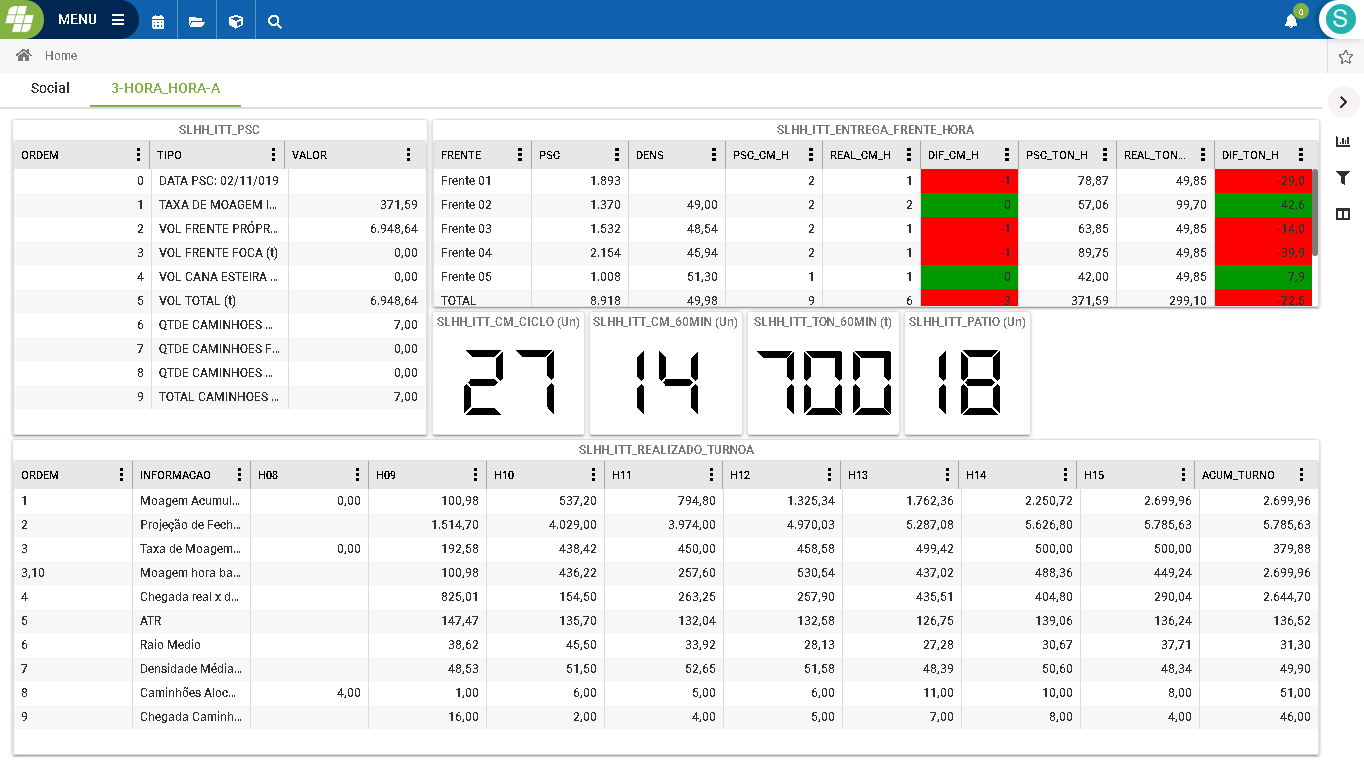 MENU
0
S
Home
Social 3-HORA_HORA-A
SLHH_ITT_PSC
ORDEM TIPO VALOR
0 DATA PSC: 02/11/019
1 TAXA DE MOAGEM I... 371,59
2 VOL FRENTE PRÓPR... 6.948,64
3 VOL FRENTE FOCA (t) 0,00
4 VOL CANA ESTEIRA ... 0,00
5 VOL TOTAL (t) 6.948,64
6 QTDE CAMINHOES ... 7,00
7 QTDE CAMINHOES F... 0,00
8 QTDE CAMINHOES ... 0,00
9 TOTAL CAMINHOES ... 7,00
SLHH_ITT_ENTREGA_FRENTE_HORA
FRENTE PSC DENS PSC_CM_H REAL_CM_H DIF_CM_H PSC_TON_H REAL_TON... DIF_TON_H
Frente 01 1.893 2 1 -1 78,87 49,85 -29,0
Frente 02 1.370 49,00 2 2 0 57,06 99,70 42,6
Frente 03 1.532 48,54 2 1 -1 63,85 49,85 -14,0
Frente 04 2.154 45,94 2 1 -1 89,75 49,85 -39,9
Frente 05 1.008 51,30 1 1 0 42,00 49,85 7,9
TOTAL 8.918 49,98 9 6 -3 371,59 299,10 -72,5
SLHH_ITT_CM_CICLO (Un) SLHH_ITT_CM_60MIN (Un) SLHH_ITT_TON_60MIN (t) SLHH_ITT_PATIO (Un)
27 14 700 18
SLHH_ITT_REALIZADO_TURNOA
ORDEM INFORMACAO H08 H09 H10 H11 H12 H13 H14 H15 ACUM_TURNO
1 Moagem Acumul... 0,00 100,98 537,20 794,80 1.325,34 1.762,36 2.250,72 2.699,96 2.699,96
2 Projeção de Fech... 1.514,70 4.029,00 3.974,00 4.970,03 5.287,08 5.626,80 5.785,63 5.785,63
3 Taxa de Moagem... 0,00 192,58 438,42 450,00 458,58 499,42 500,00 500,00 379,88
3,10 Moagem hora ba... 100,98 436,22 257,60 530,54 437,02 488,36 449,24 2.699,96
4 Chegada real x d... 825,01 154,50 263,25 257,90 435,51 404,80 290,04 2.644,70
5 ATR 147,47 135,70 132,04 132,58 126,75 139,06 136,24 136,52
6 Raio Medio 38,62 45,50 33,92 28,13 27,28 30,67 37,71 31,30
7 Densidade Média... 48,53 51,50 52,65 51,58 48,39 50,60 48,34 49,90
8 Caminhões Aloc... 4,00 1,00 6,00 5,00 6,00 11,00 10,00 8,00 51,00
9 Chegada Caminh... 16,00 2,00 4,00 5,00 7,00 8,00 4,00 46,00